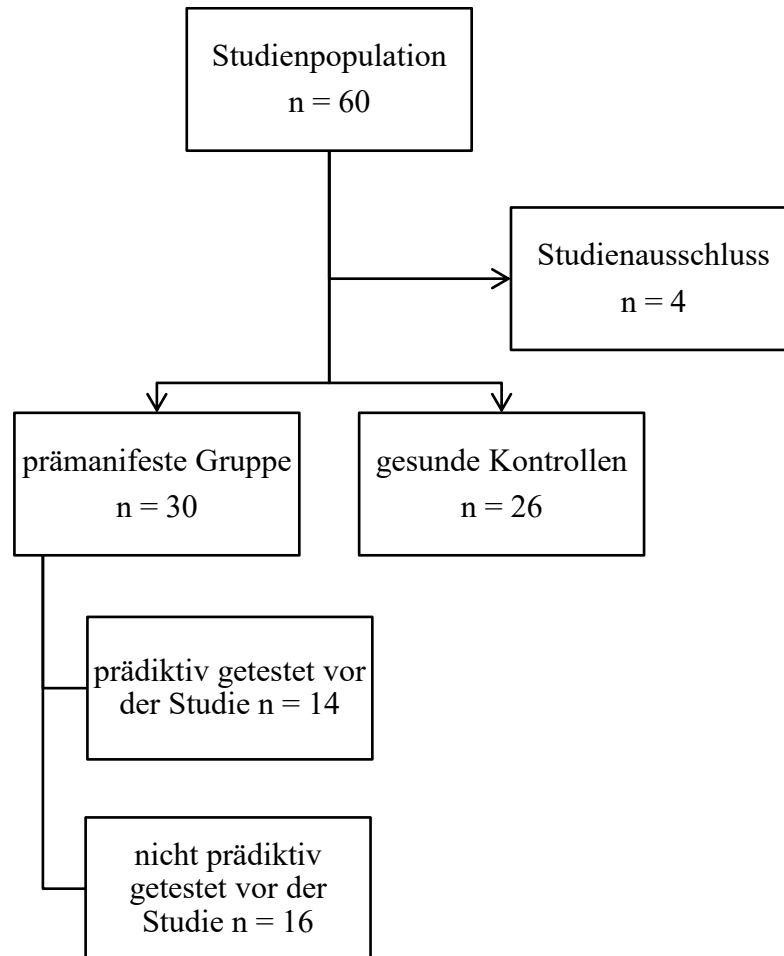 Studienpopulation
n = 60
Studienausschluss
n = 4
prämanifeste Gruppe
n = 30
gesunde Kontrollen
n = 26
prädiktiv getestet vor
der Studie n = 14
nicht prädiktiv
getestet vor der
Studie n = 16